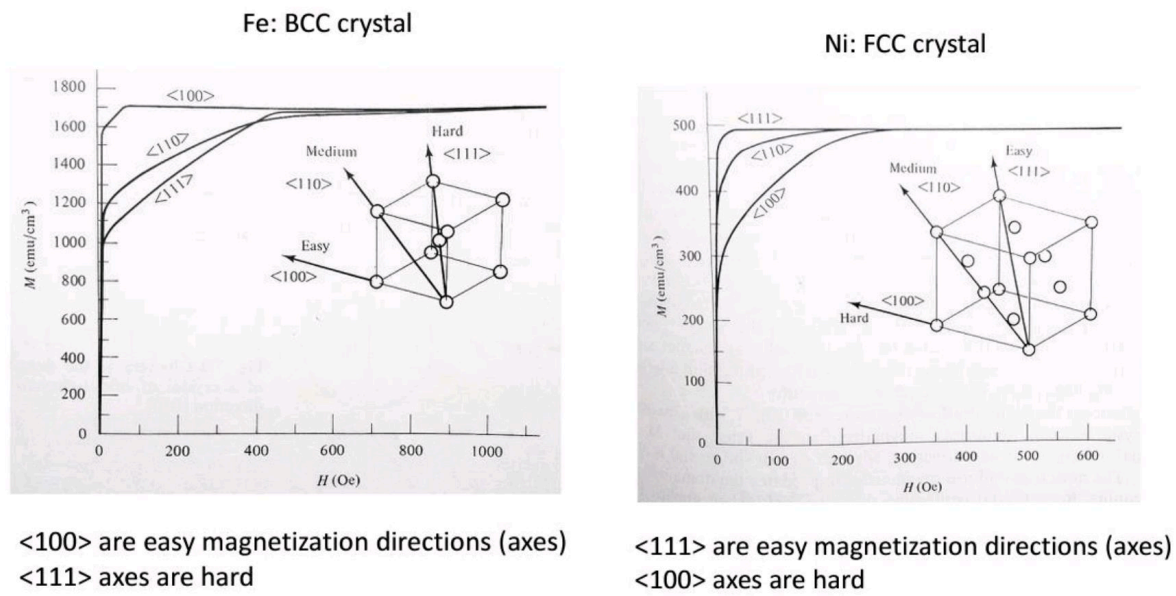 Fe: BCC crystal
Ni: FCC crystal
1800
1600
1400
1200
1000
800
600
400
200
0
M (emu/cm³)
<100>
<110>
<111>
Hard
<111>
Medium
<110>
Easy
<100>
0 200 400 600 800 1000
H (Oe)
500
400
300
200
100
0
M (emu/cm³)
<111>
<110>
<100>
Easy
<111>
Medium
<110>
<100>
Hard
0 100 200 300 400 500 600
H (Oe)
<100> are easy magnetization directions (axes)
<111> axes are hard
<111> are easy magnetization directions (axes)
<100> axes are hard